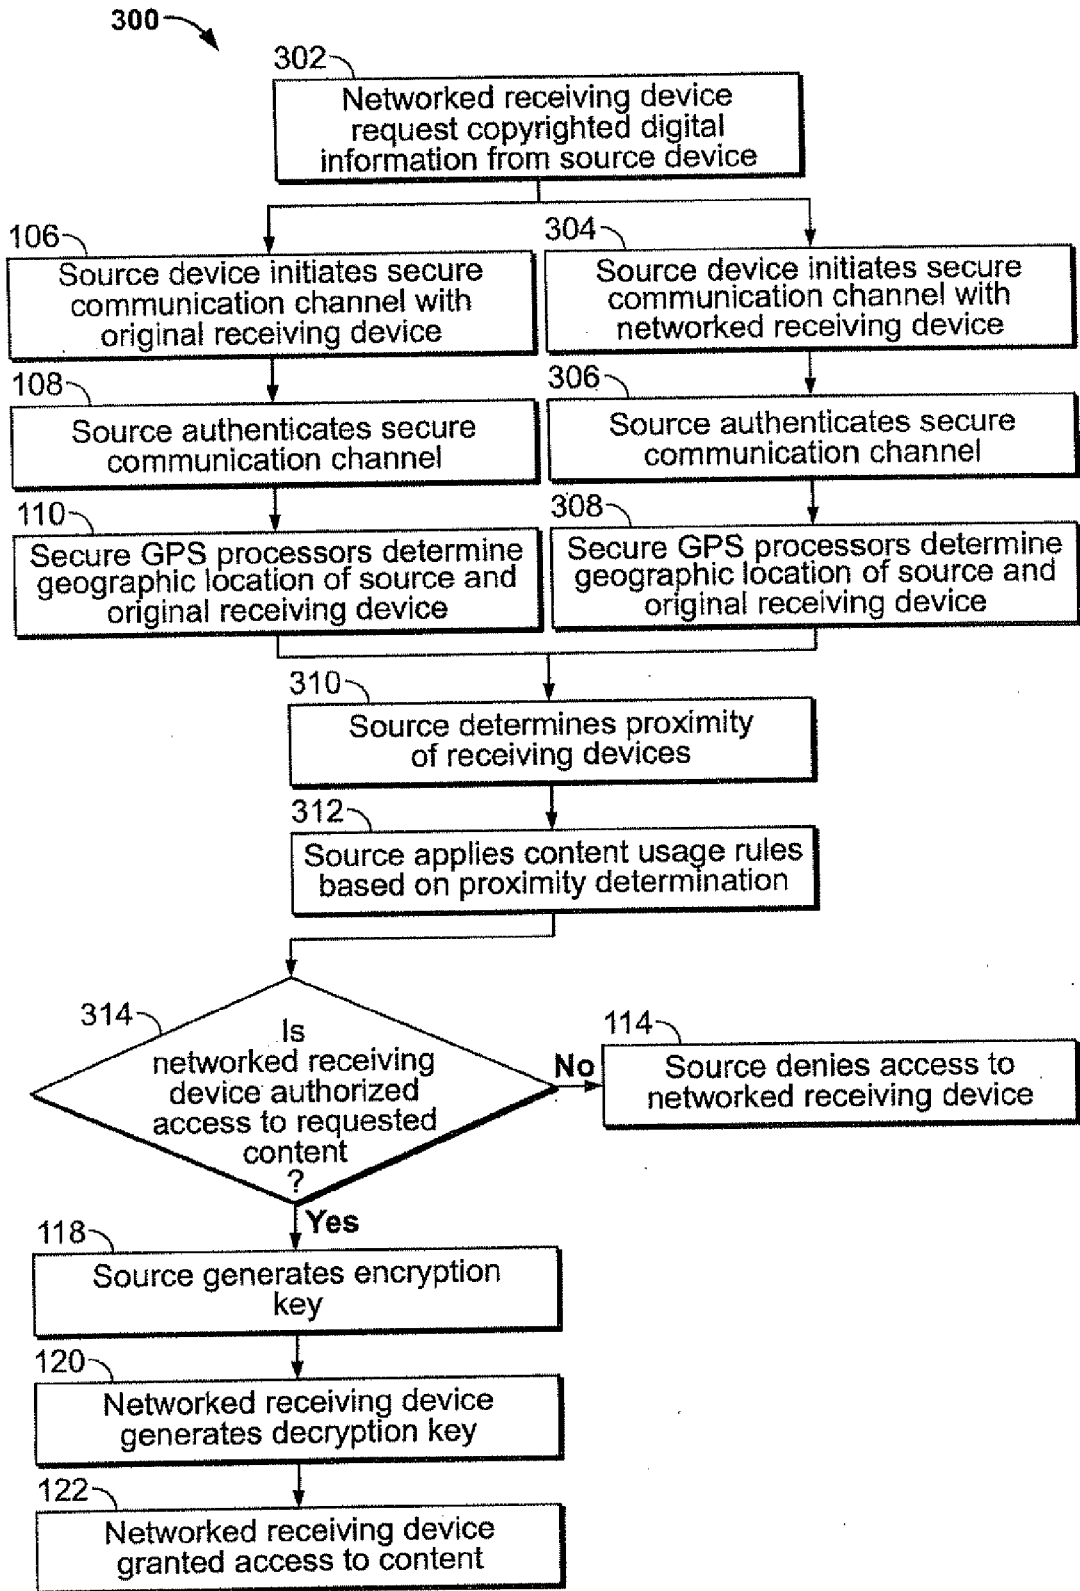 300
302
Networked receiving device
request copyrighted digital
information from source device
106
Source device initiates secure
communication channel with
original receiving device
304
Source device initiates secure
communication channel with
networked receiving device
108
Source authenticates secure
communication channel
306
Source authenticates secure
communication channel
110
Secure GPS processors determine
geographic location of source and
original receiving device
308
Secure GPS processors determine
geographic location of source and
original receiving device
310
Source determines proximity
of receiving devices
312
Source applies content usage rules
based on proximity determination
314
Is
networked receiving
device authorized
access to requested
content
?
No
114
Source denies access to
networked receiving device
Yes
118
Source generates encryption
key
120
Networked receiving device
generates decryption key
122
Networked receiving device
granted access to content